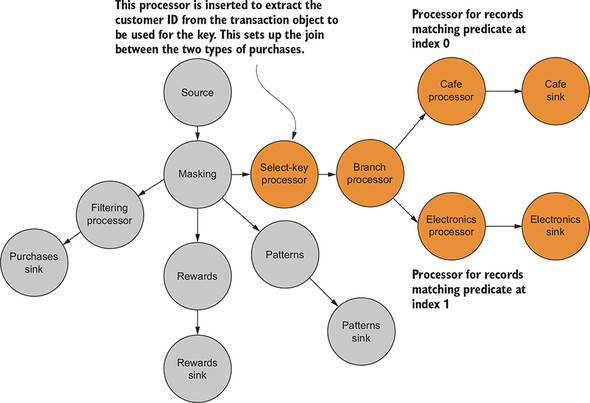 This processor is inserted to extract the
customer ID from the transaction object to
be used for the key. This sets up the join
between the two types of purchases.
Processor for records
matching predicate at
index 0
Source
Cafe
processor
Cafe
sink
Masking
Select-key
processor
Branch
processor
Filtering
processor
Electronics
processor
Electronics
sink
Purchases
sink
Rewards
Patterns
Processor for records
matching predicate at
index 1
Patterns
sink
Rewards
sink